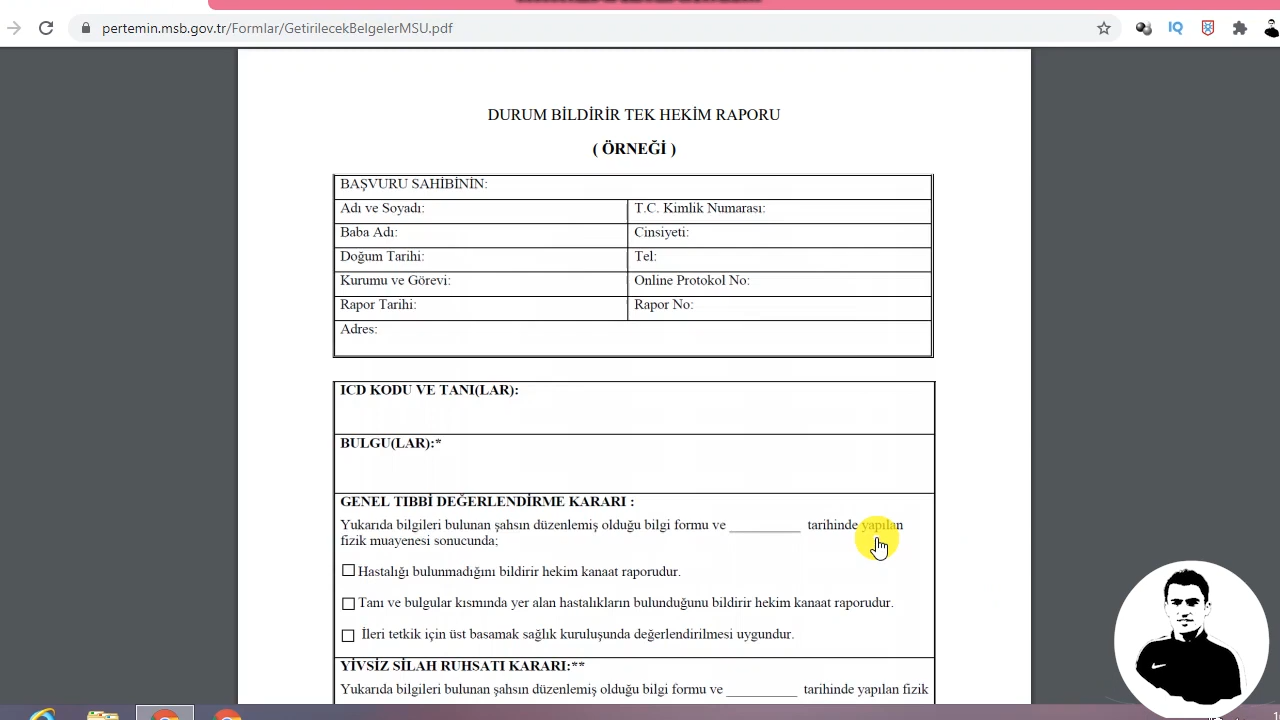 pertemin.msb.gov.tr/Formlar/GetirilecekBelgelerMSU.pdf
IQ
DURUM BİLDİRİR TEK HEKİM RAPORU
( ÖRNEĞİ )
BAŞVURU SAHİBİNİN:
Adı ve Soyadı: T.C. Kimlik Numarası:
Baba Adı: Cinsiyeti:
Doğum Tarihi: Tel:
Kurumu ve Görevi: Online Protokol No:
Rapor Tarihi: Rapor No:
Adres:
ICD KODU VE TANI(LAR):
BULGU(LAR):*
GENEL TIBBİ DEĞERLENDİRME KARARI :
Yukarıda bilgileri bulunan şahsın düzenlemiş olduğu bilgi formu ve __________ tarihinde yapılan
fizik muayenesi sonucunda;
Hastalığı bulunmadığını bildirir hekim kanaat raporudur.
Tanı ve bulgular kısmında yer alan hastalıkların bulunduğunu bildirir hekim kanaat raporudur.
İleri tetkik için üst basamak sağlık kuruluşunda değerlendirilmesi uygundur.
YİVSİZ SİLAH RUHSATI KARARI:**
Yukarıda bilgileri bulunan şahsın düzenlemiş olduğu bilgi formu ve __________ tarihinde yapılan fizik